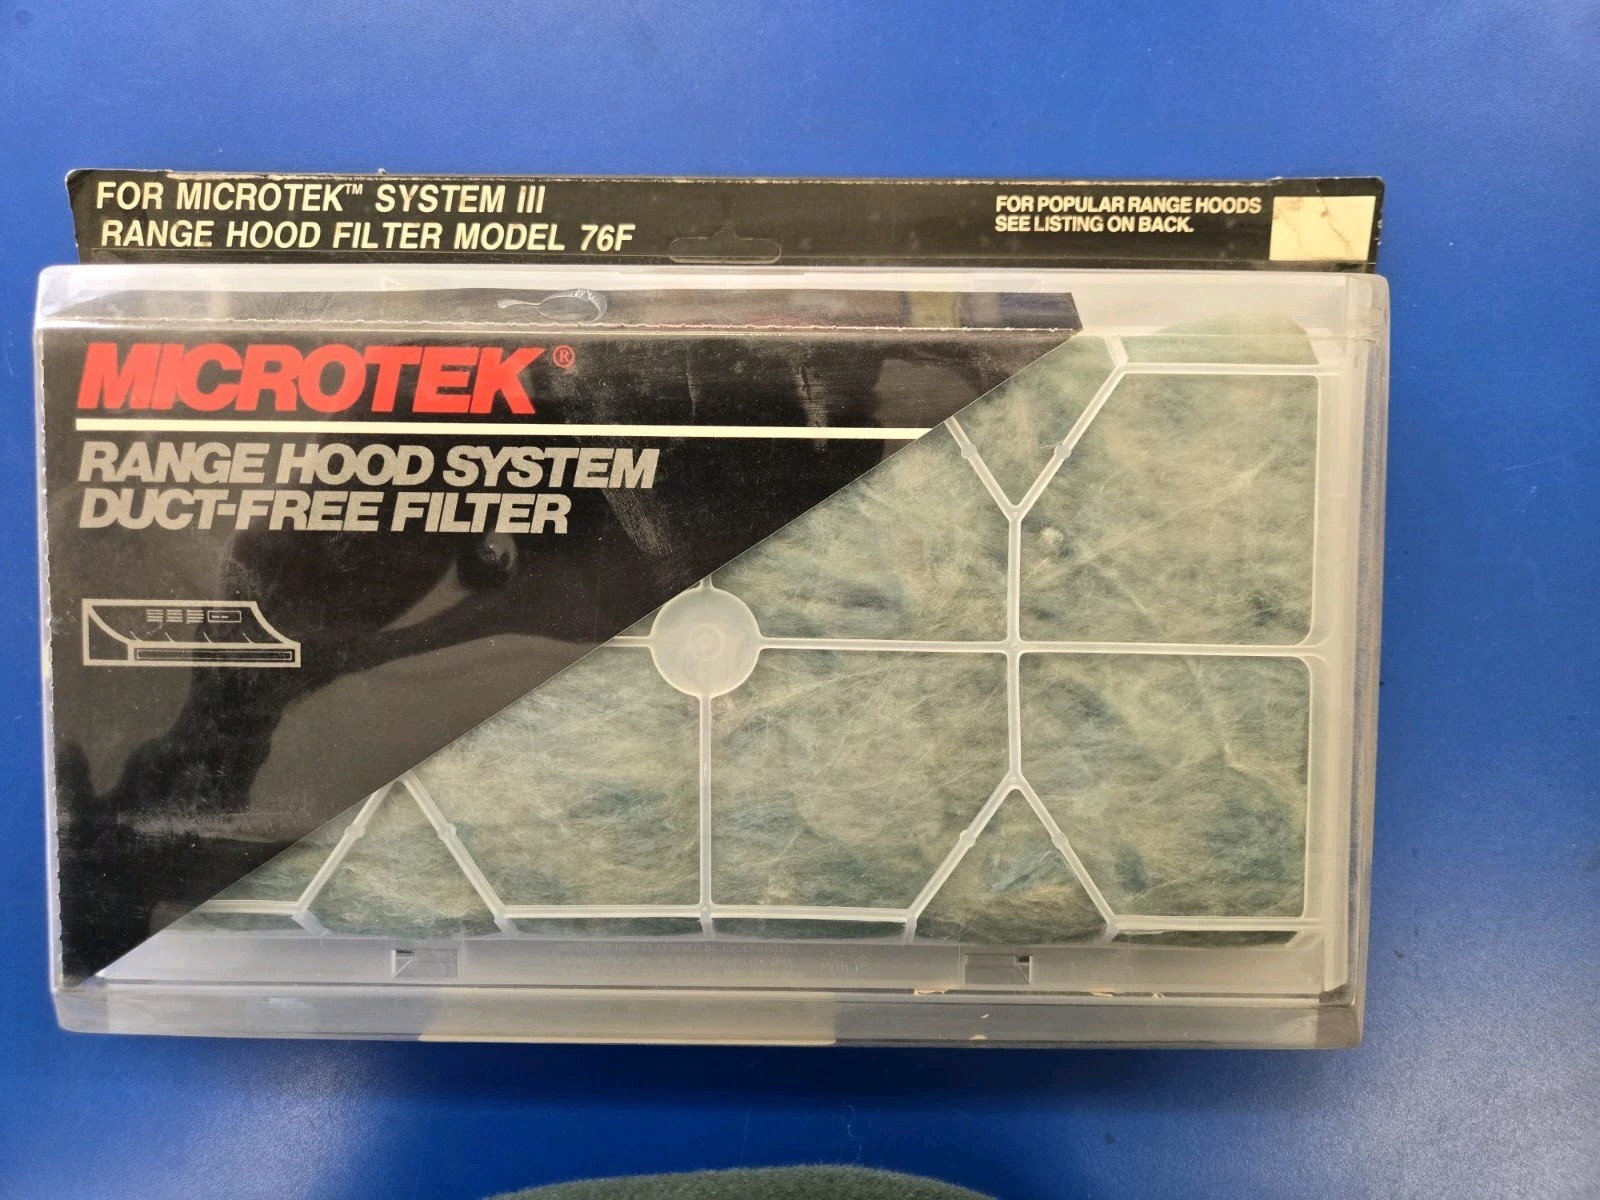 FOR MICROTEK™ SYSTEM III
RANGE HOOD FILTER MODEL 76F
FOR POPULAR RANGE HOODS
SEE LISTING ON BACK.
MICROTEK®
RANGE HOOD SYSTEM
DUCT-FREE FILTER
UL